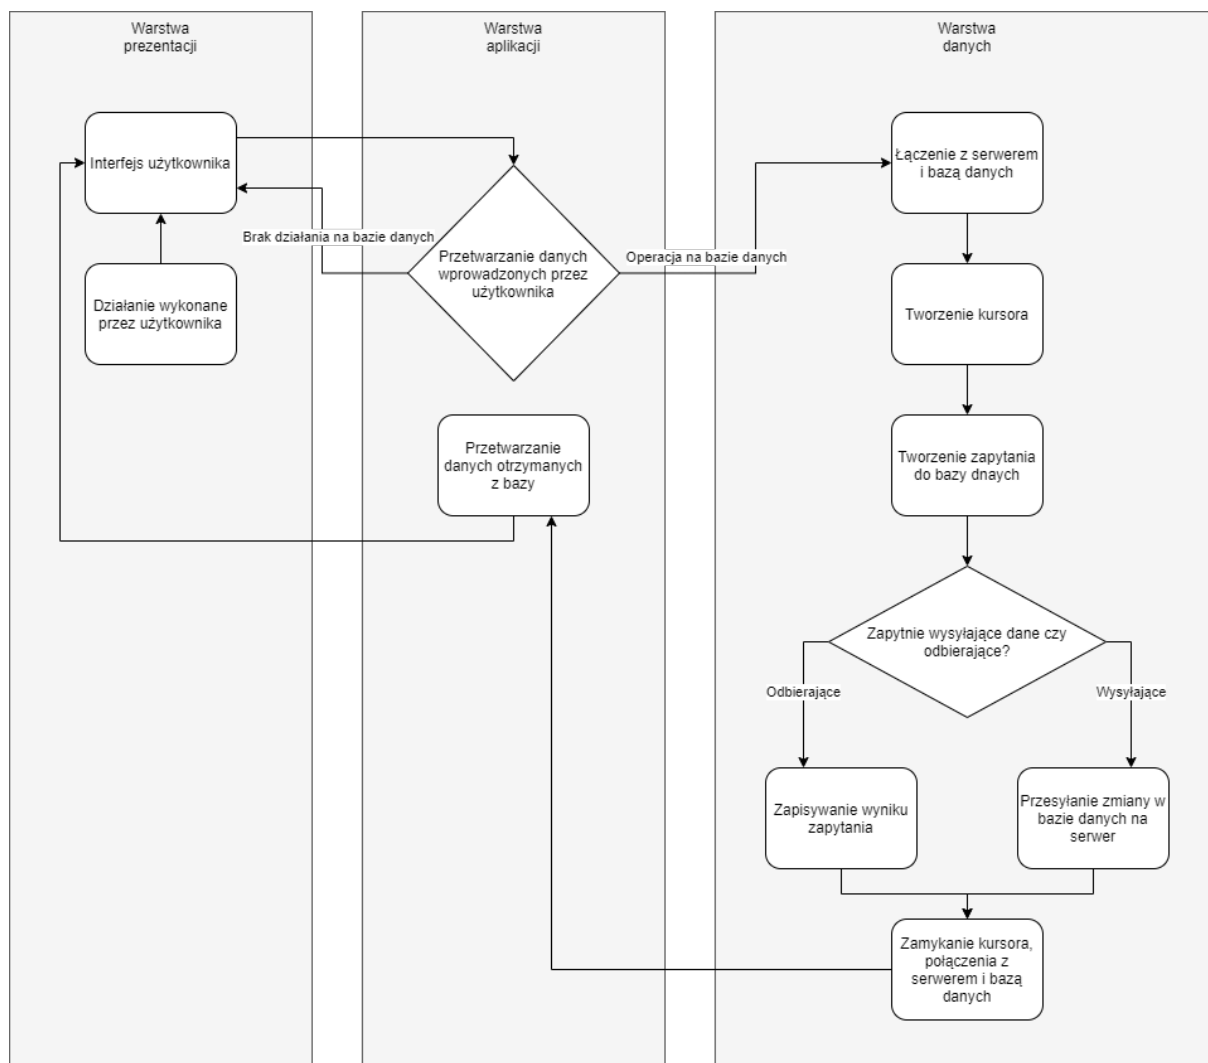 Warstwa
prezentacji
Warstwa
aplikacji
Warstwa
danych
Interfejs użytkownika
Działanie wykonane
przez użytkownika
Brak działania na bazie danych
Przetwarzanie danych
wprowadzonych przez
użytkownika
Operacja na bazie danych
Przetwarzanie
danych otrzymanych
z bazy
Łączenie z serwerem
i bazą danych
Tworzenie kursora
Tworzenie zapytania
do bazy dnaych
Zapytnie wysyłające dane czy
odbierające?
Odbierające
Wysyłające
Zapisywanie wyniku
zapytania
Przesyłanie zmiany w
bazie danych na
serwer
Zamykanie kursora,
połączenia z
serwerem i bazą
danych